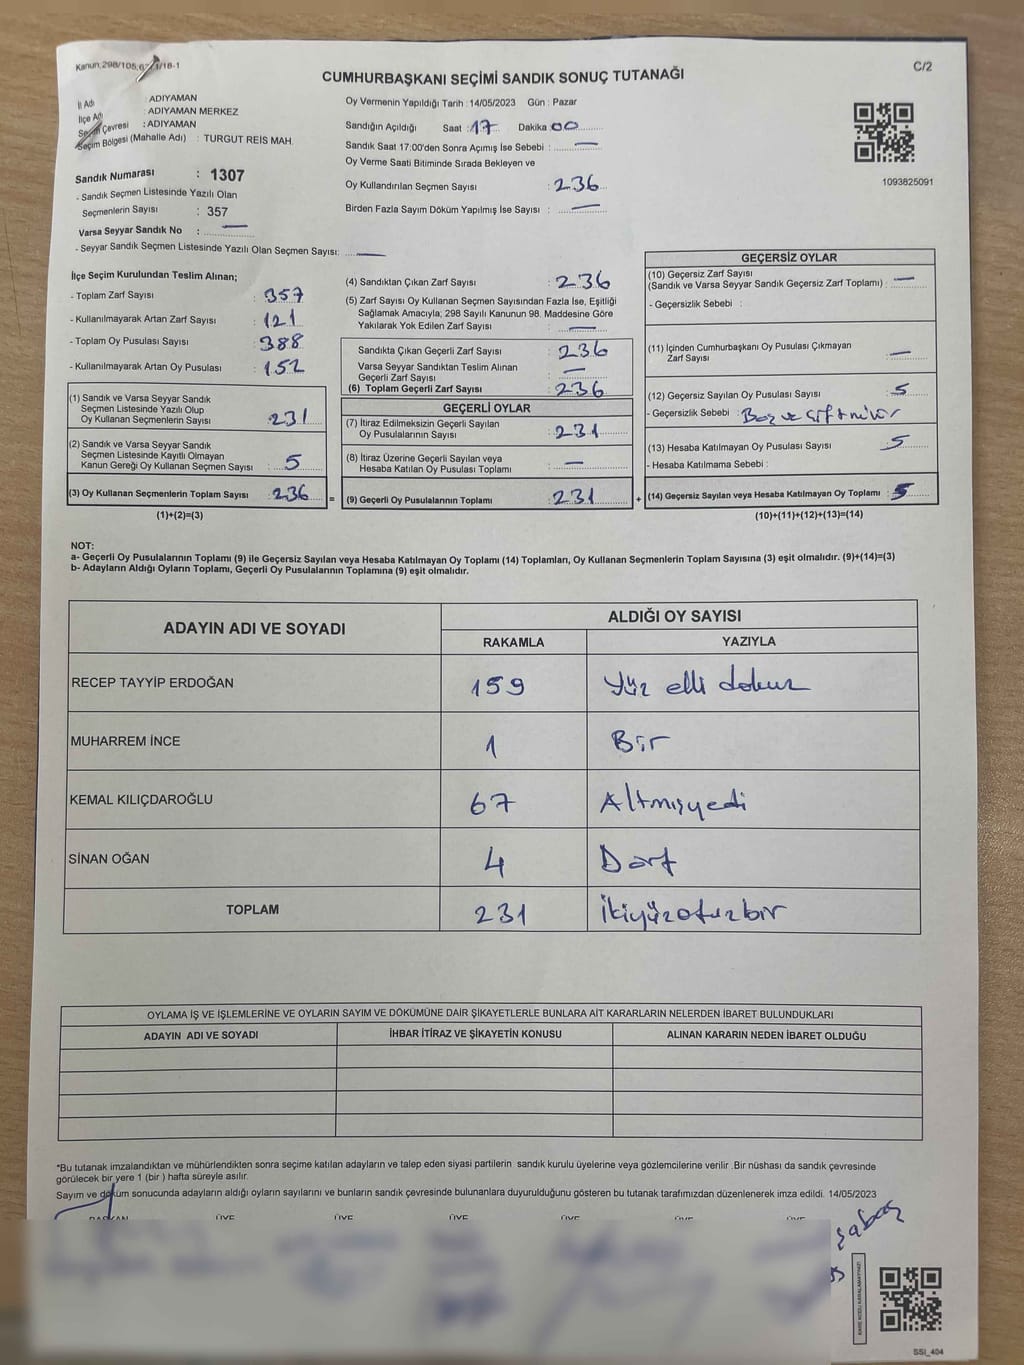 Kanun:298/105,67,1/18-1
CUMHURBAŞKANI SEÇİMİ SANDIK SONUÇ TUTANAĞI
C/2
İl Adı : ADIYAMAN
İlçe Adı : ADIYAMAN MERKEZ
Seçim Çevresi : ADIYAMAN
Seçim Bölgesi (Mahalle Adı) : TURGUT REIS MAH.
Sandık Numarası : 1307
- Sandık Seçmen Listesinde Yazılı Olan
Seçmenlerin Sayısı : 357
Varsa Seyyar Sandık No : —
- Seyyar Sandık Seçmen Listesinde Yazılı Olan Seçmen Sayısı: —
Oy Vermenin Yapıldığı Tarih : 14/05/2023 Gün : Pazar
Sandığın Açıldığı Saat : 17 Dakika 00
Sandık Saat 17:00'den Sonra Açımış İse Sebebi : —
Oy Verme Saati Bitiminde Sırada Bekleyen ve
Oy Kullandırılan Seçmen Sayısı : 236
Birden Fazla Sayım Döküm Yapılmış İse Sayısı : —
1093825091
İlçe Seçim Kurulundan Teslim Alınan;
- Toplam Zarf Sayısı : 357
- Kullanılmayarak Artan Zarf Sayısı : 121
- Toplam Oy Pusulası Sayısı : 388
- Kullanılmayarak Artan Oy Pusulası : 152
(1) Sandık ve Varsa Seyyar Sandık
Seçmen Listesinde Yazılı Olup
Oy Kullanan Seçmenlerin Sayısı : 231
(2) Sandık ve Varsa Seyyar Sandık
Seçmen Listesinde Kayıtlı Olmayan
Kanun Gereği Oy Kullanan Seçmen Sayısı : 5
(3) Oy Kullanan Seçmenlerin Toplam Sayısı : 236
(1)+(2)=(3)
=
(4) Sandıktan Çıkan Zarf Sayısı : 236
(5) Zarf Sayısı Oy Kullanan Seçmen Sayısından Fazla İse, Eşitliği
Sağlamak Amacıyla; 298 Sayılı Kanunun 98. Maddesine Göre
Yakılarak Yok Edilen Zarf Sayısı : —
Sandıkta Çıkan Geçerli Zarf Sayısı : 236
Varsa Seyyar Sandıktan Teslim Alınan
Geçerli Zarf Sayısı : —
(6) Toplam Geçerli Zarf Sayısı : 236
GEÇERLİ OYLAR
(7) İtiraz Edilmeksizin Geçerli Sayılan
Oy Pusulalarının Sayısı : 231
(8) İtiraz Üzerine Geçerli Sayılan veya
Hesaba Katılan Oy Pusulası Toplamı : —
(9) Geçerli Oy Pusulalarının Toplamı : 231
+
GEÇERSİZ OYLAR
(10) Geçersiz Zarf Sayısı
(Sandık ve Varsa Seyyar Sandık Geçersiz Zarf Toplamı) : —
- Geçersizlik Sebebi :
(11) İçinden Cumhurbaşkanı Oy Pusulası Çıkmayan
Zarf Sayısı : —
(12) Geçersiz Sayılan Oy Pusulası Sayısı : 5
- Geçersizlik Sebebi : Boş ve çift mühür
(13) Hesaba Katılmayan Oy Pusulası Sayısı : 5
- Hesaba Katılmama Sebebi :
(14) Geçersiz Sayılan veya Hesaba Katılmayan Oy Toplamı : 5
(10)+(11)+(12)+(13)=(14)
NOT:
a- Geçerli Oy Pusulalarının Toplamı (9) ile Geçersiz Sayılan veya Hesaba Katılmayan Oy Toplamı (14) Toplamları, Oy Kullanan Seçmenlerin Toplam Sayısına (3) eşit olmalıdır. (9)+(14)=(3)
b- Adayların Aldığı Oyların Toplamı, Geçerli Oy Pusulalarının Toplamına (9) eşit olmalıdır.
ADAYIN ADI VE SOYADI
ALDIĞI OY SAYISI
RAKAMLA YAZIYLA
RECEP TAYYİP ERDOĞAN 159 Yüz elli dokuz
MUHARREM İNCE 1 Bir
KEMAL KILIÇDAROĞLU 67 Altmışyedi
SİNAN OĞAN 4 Dört
TOPLAM 231 İkiyüzotuzbir
OYLAMA İŞ VE İŞLEMLERİNE VE OYLARIN SAYIM VE DÖKÜMÜNE DAİR ŞİKAYETLERLE BUNLARA AİT KARARLARIN NELERDEN İBARET BULUNDUKLARI
ADAYIN ADI VE SOYADI İHBAR İTİRAZ VE ŞİKAYETİN KONUSU ALINAN KARARIN NEDEN İBARET OLDUĞU
*Bu tutanak imzalandıktan ve mühürlendikten sonra seçime katılan adayların ve talep eden siyasi partilerin sandık kurulu üyelerine veya gözlemcilerine verilir .Bir nüshası da sandık çevresinde
görülecek bir yere 1 (bir ) hafta süreyle asılır.
Sayım ve döküm sonucunda adayların aldığı oyların sayılarını ve bunların sandık çevresinde bulunanlara duyurulduğunu gösteren bu tutanak tarafımızdan düzenlenerek imza edildi. 14/05/2023
BAŞKAN ÜYE ÜYE ÜYE ÜYE ÜYE ÜYE
SSI_404